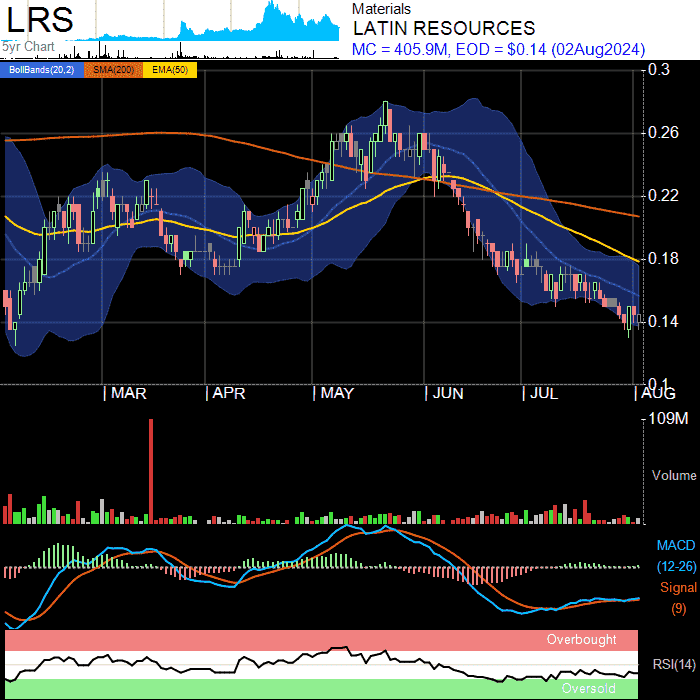 LRS
5yr Chart
Materials
LATIN RESOURCES
MC = 405.9M, EOD = $0.14 (02Aug2024)
BollBands(20,2) SMA(200) EMA(50)
0.3
0.26
0.22
0.18
0.14
0.1
MAR APR MAY JUN JUL AUG
109M
Volume
MACD
(12-26)
Signal
(9)
Overbought
RSI(14)
Oversold